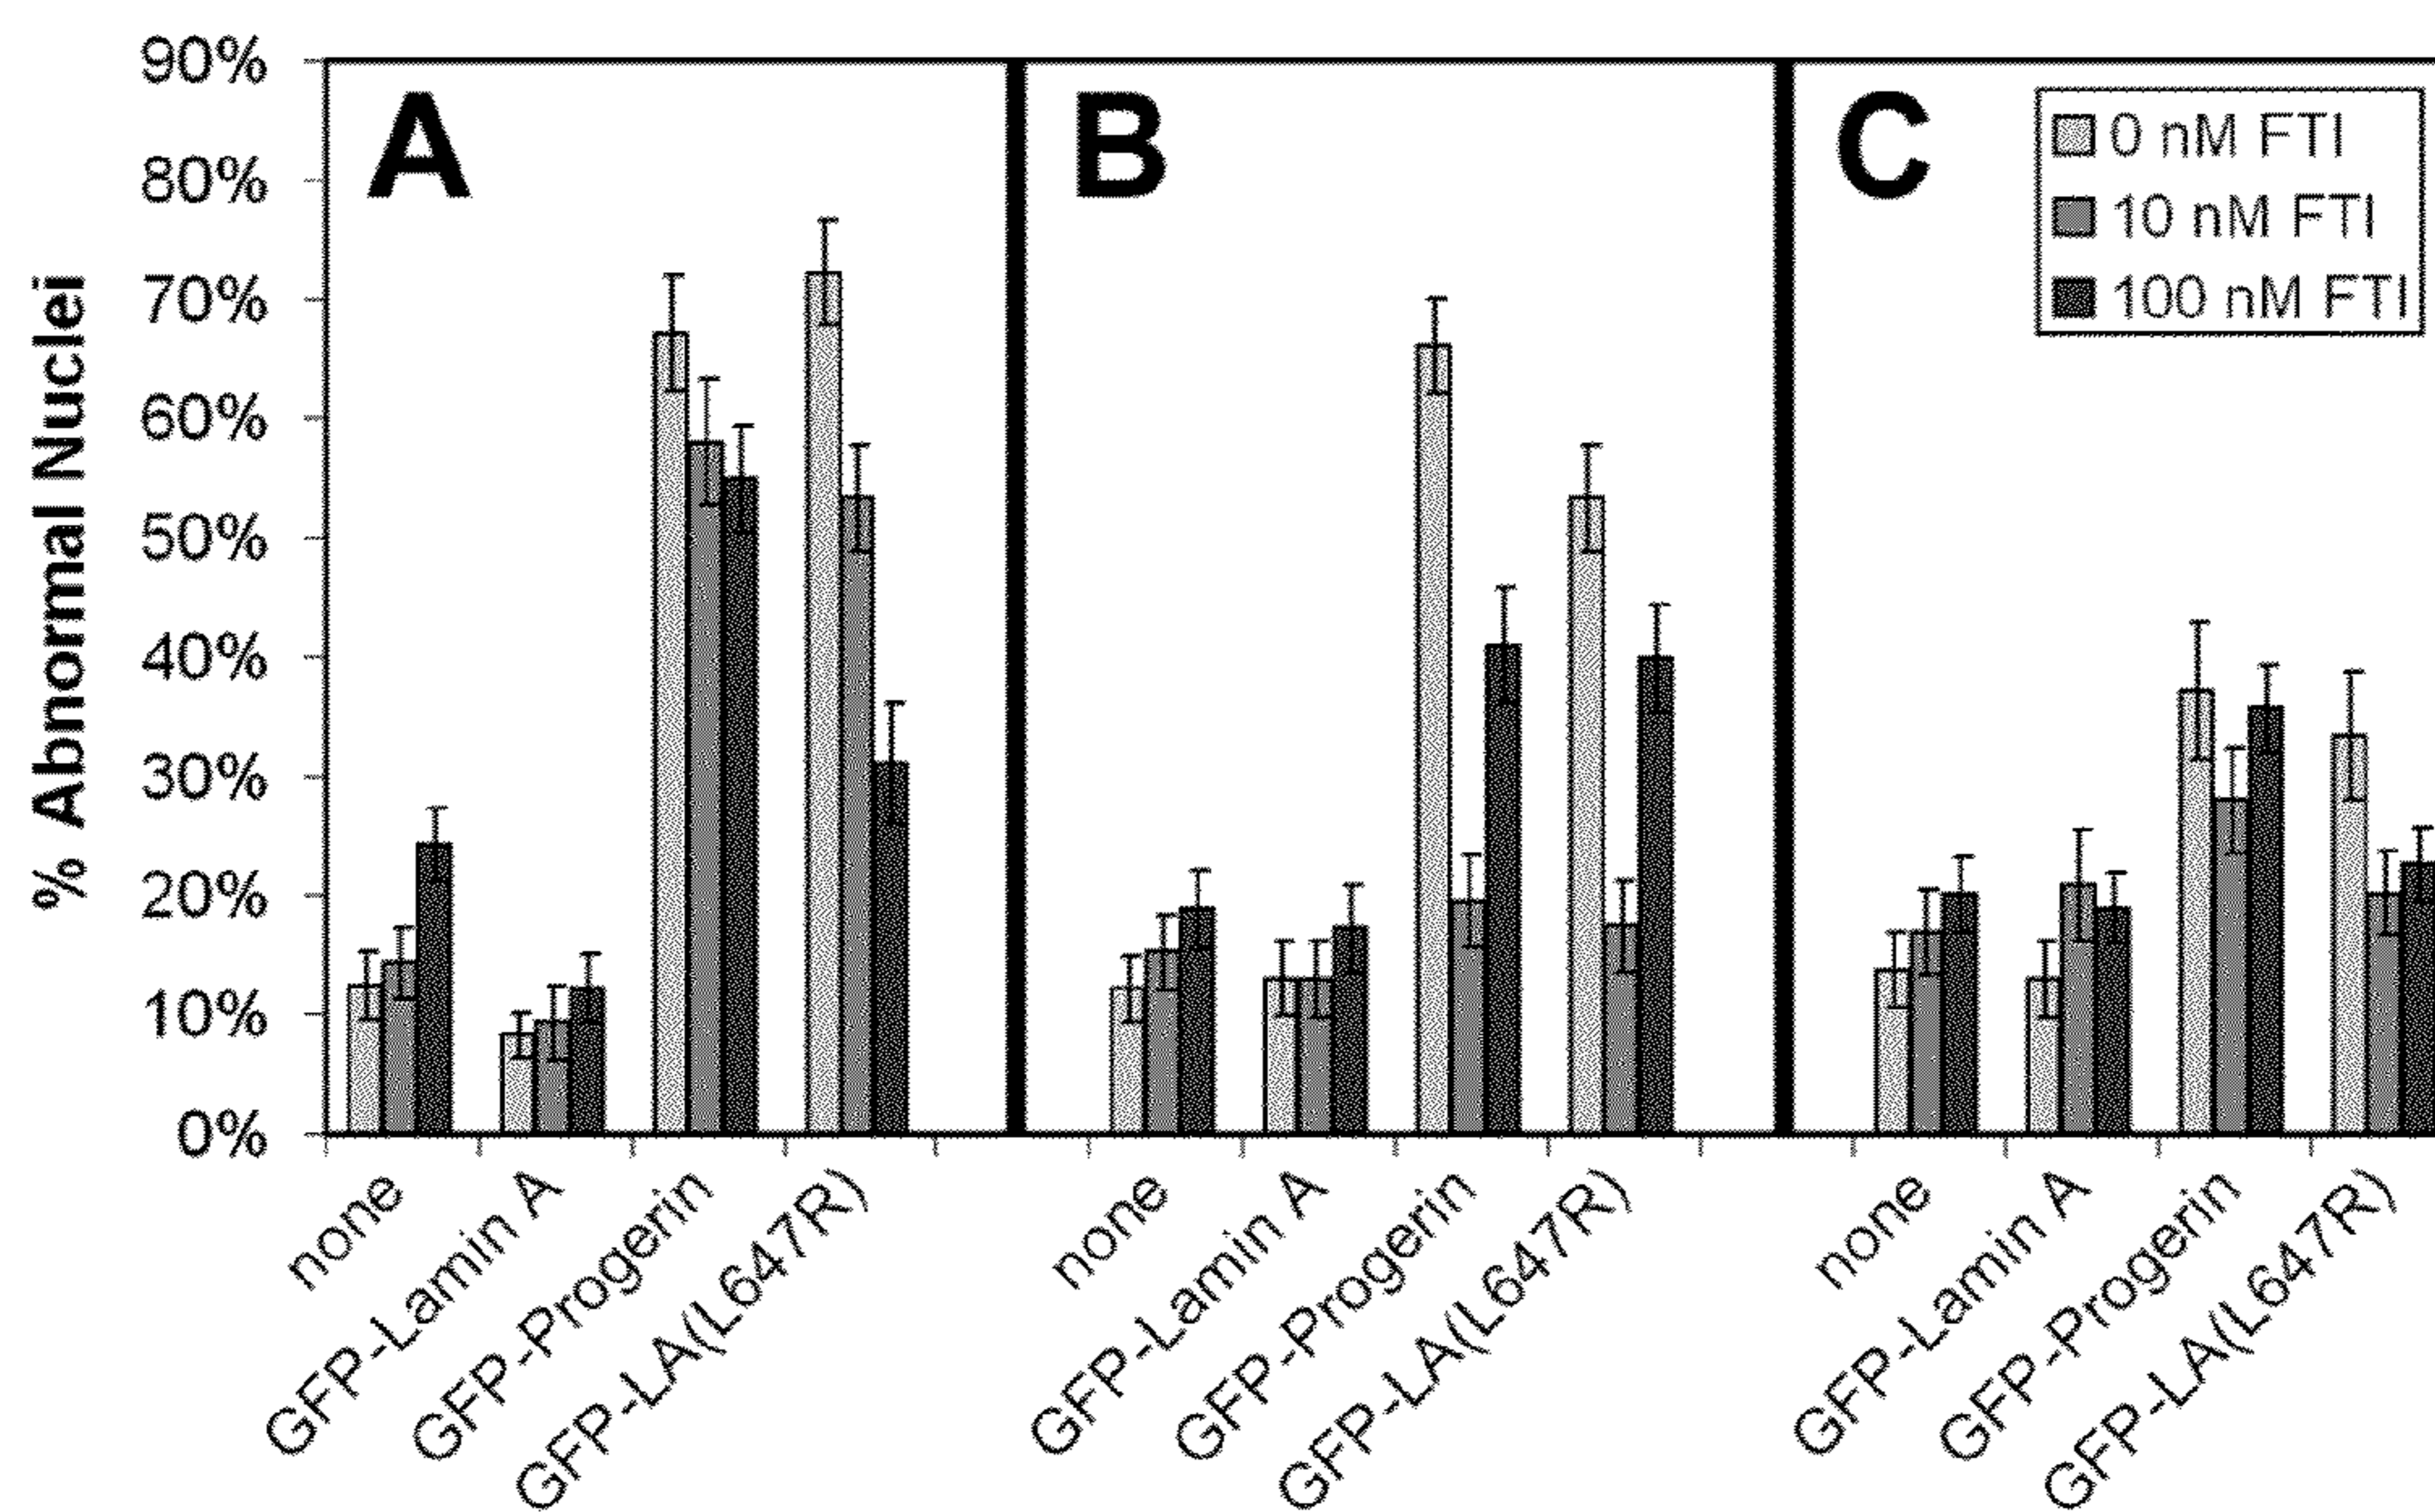 % Abnormal Nuclei
90%
80%
70%
60%
50%
40%
30%
20%
10%
0%
A
B
C
0 nM FTI
10 nM FTI
100 nM FTI
none
GFP-Lamin A
GFP-Progerin
GFP-LA(L647R)
none
GFP-Lamin A
GFP-Progerin
GFP-LA(L647R)
none
GFP-Lamin A
GFP-Progerin
GFP-LA(L647R)